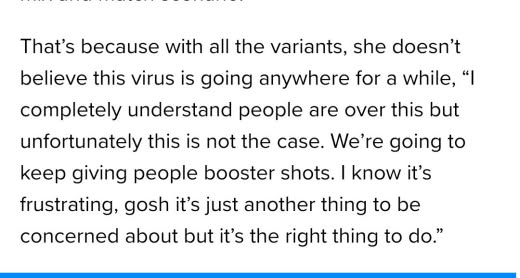 That’s because with all the variants, she doesn’t
believe this virus is going anywhere for a while, “I
completely understand people are over this but
unfortunately this is not the case. We’re going to
keep giving people booster shots. I know it’s
frustrating, gosh it’s just another thing to be
concerned about but it’s the right thing to do.”